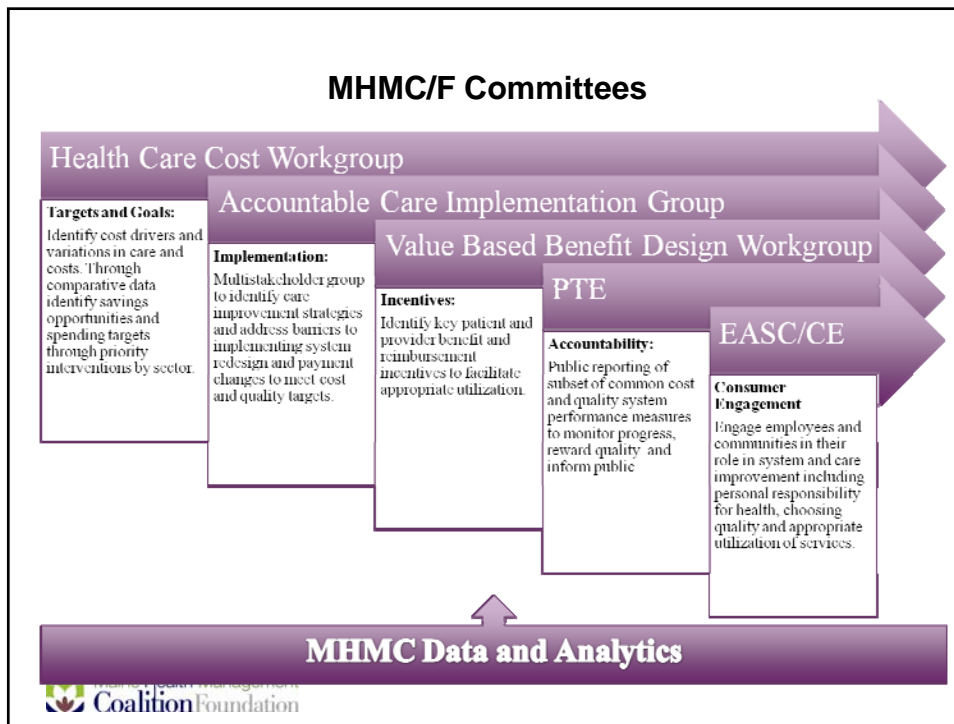 MHMC/F Committees
Health Care Cost Workgroup
Targets and Goals:
Identify cost drivers and
variations in care and
costs. Through
comparative data
identify savings
opportunities and
spending targets
through priority
interventions by sector.
Accountable Care Implementation Group
Implementation:
Multistakeholder group
to identify care
improvement strategies
and address barriers to
implementing system
redesign and payment
changes to meet cost
and quality targets.
Value Based Benefit Design Workgroup
Incentives:
Identify key patient and
provider benefit and
reimbursement
incentives to facilitate
appropriate utilization.
PTE
Accountability:
Public reporting of
subset of common cost
and quality system
performance measures
to monitor progress,
reward quality and
inform public
EASC/CE
Consumer
Engagement
Engage employees and
communities in their
role in system and care
improvement including
personal responsibility
for health, choosing
quality and appropriate
utilization of services.
MHMC Data and Analytics
Maine Health Management
Coalition Foundation